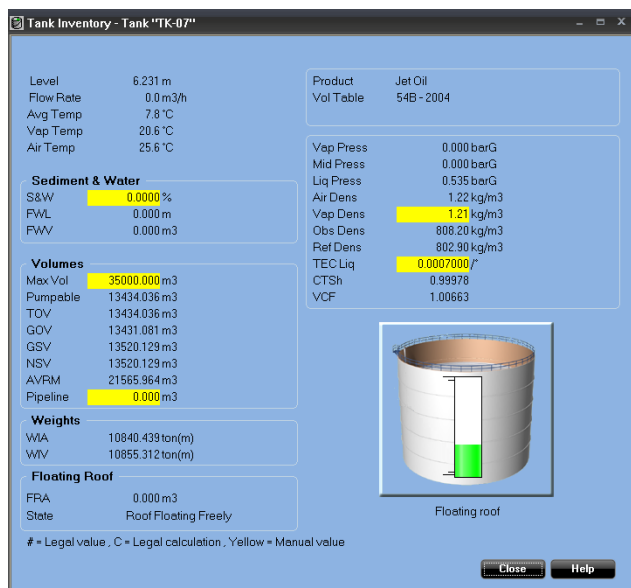 Tank Inventory - Tank "TK-07"
Level 6.231 m
Flow Rate 0.0 m3/h
Avg Temp 7.8 °C
Vap Temp 20.6 °C
Air Temp 25.6 °C
Sediment & Water
S&W 0.0000 %
FWL 0.000 m
FWV 0.000 m3
Volumes
Max Vol 35000.000 m3
Pumpable 13434.036 m3
TOV 13434.036 m3
GOV 13431.081 m3
GSV 13520.129 m3
NSV 13520.129 m3
AVRM 21565.964 m3
Pipeline 0.000 m3
Weights
WIA 10840.439 ton(m)
WIV 10855.312 ton(m)
Floating Roof
FRA 0.000 m3
State Roof Floating Freely
Product Jet Oil
Vol Table 54B - 2004
Vap Press 0.000 barG
Mid Press 0.000 barG
Liq Press 0.535 barG
Air Dens 1.22 kg/m3
Vap Dens 1.21 kg/m3
Obs Dens 808.20 kg/m3
Ref Dens 802.90 kg/m3
TEC Liq 0.0007000 /°
CTSh 0.99978
VCF 1.00663
Floating roof
# = Legal value , C = Legal calculation , Yellow = Manual value
Close Help